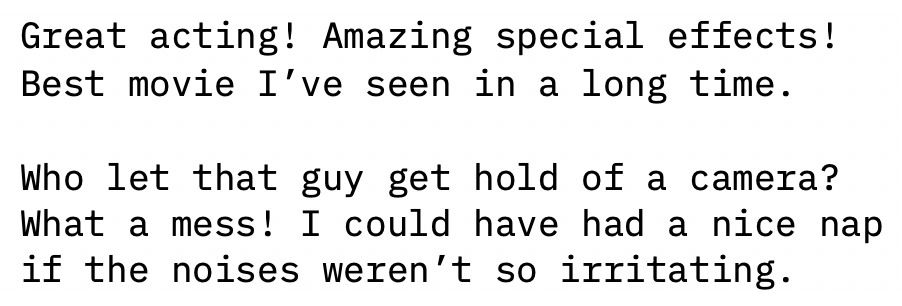 Great acting! Amazing special effects!
Best movie I’ve seen in a long time.

Who let that guy get hold of a camera?
What a mess! I could have had a nice nap
if the noises weren’t so irritating.